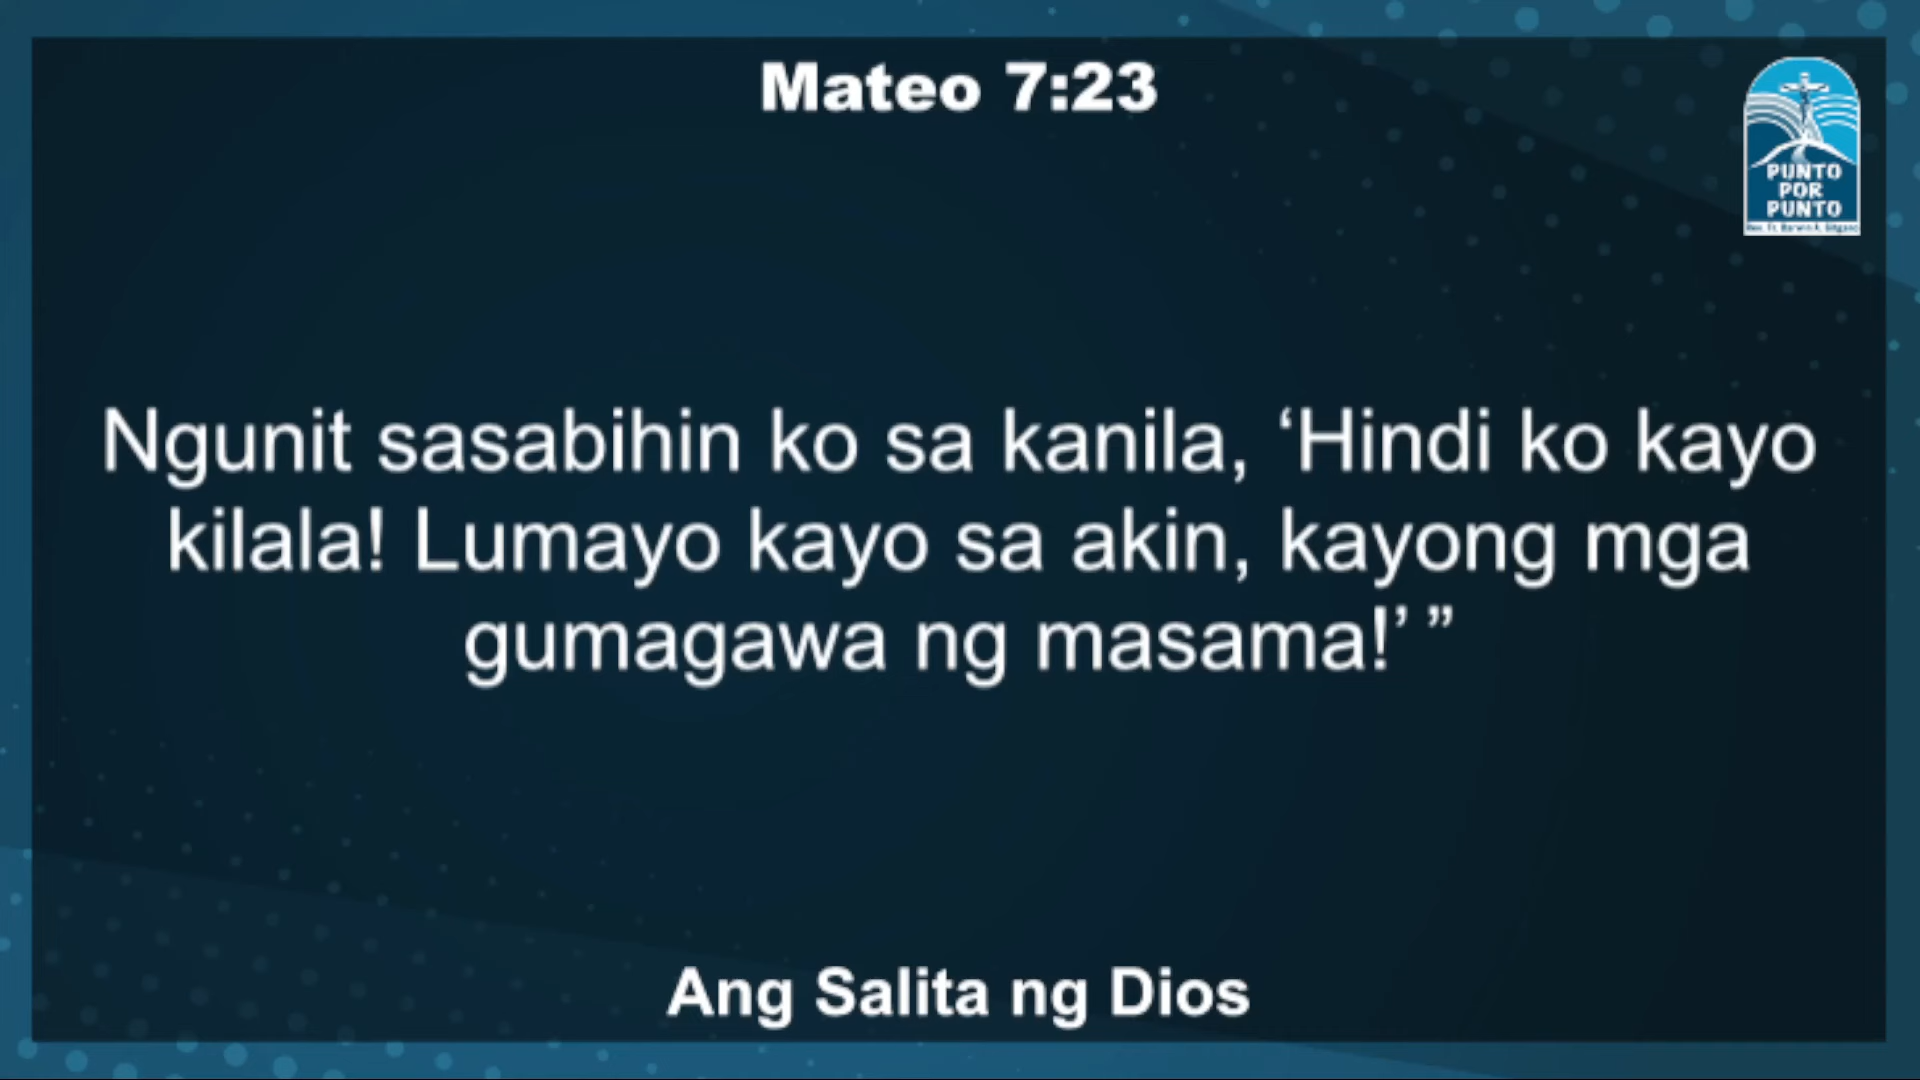 Mateo 7:23
PUNTO
POR
PUNTO
Ngunit sasabihin ko sa kanila, ‘Hindi ko kayo
kilala! Lumayo kayo sa akin, kayong mga
gumagawa ng masama!’ ”
Ang Salita ng Dios